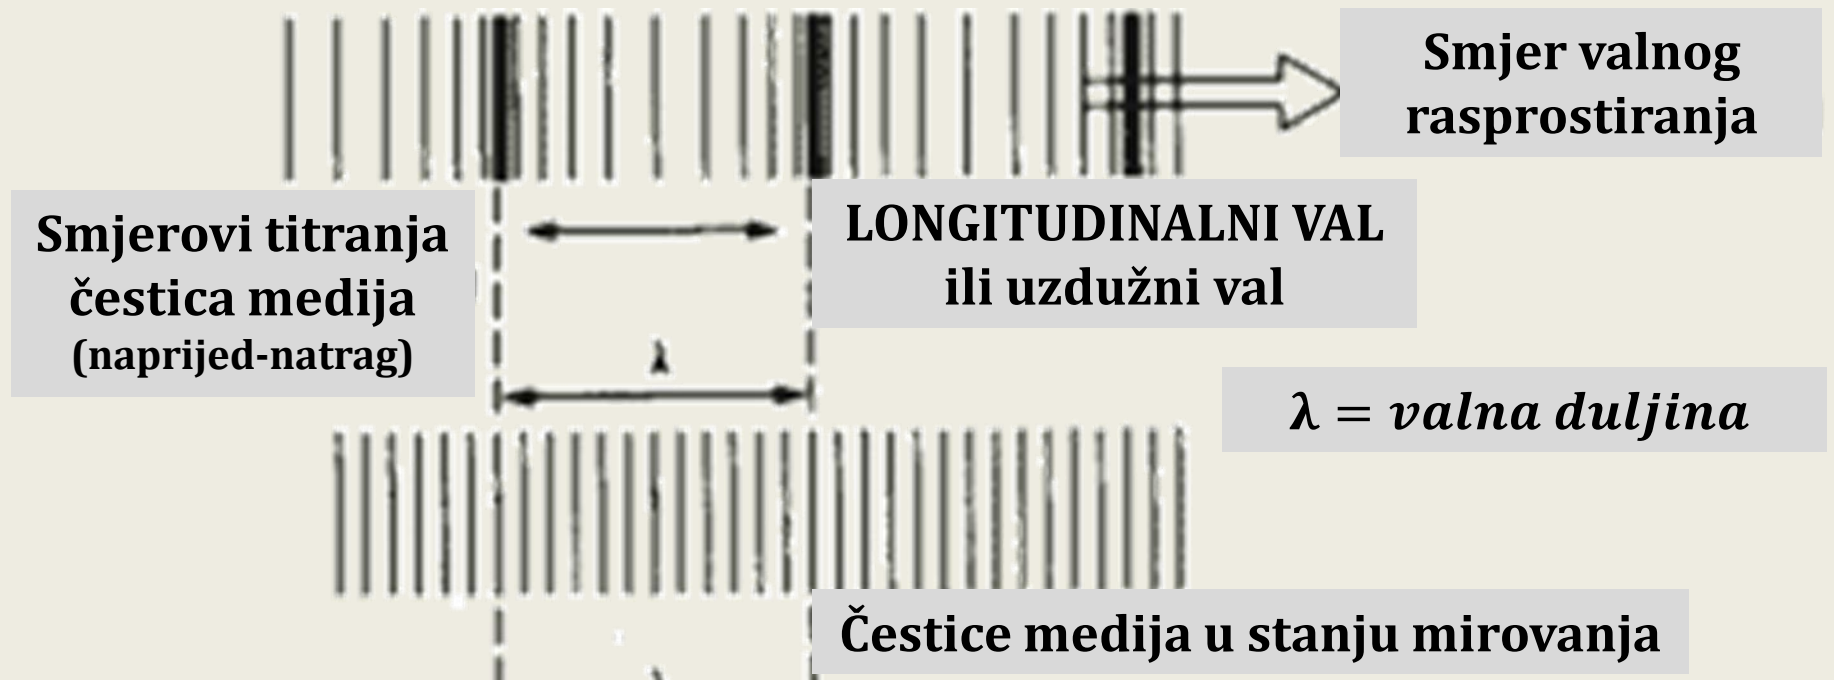 Smjer valnog
rasprostiranja
Smjerovi titranja
čestica medija
(naprijed-natrag)
LONGITUDINALNI VAL
ili uzdužni val
λ
λ = valna duljina
Čestice medija u stanju mirovanja